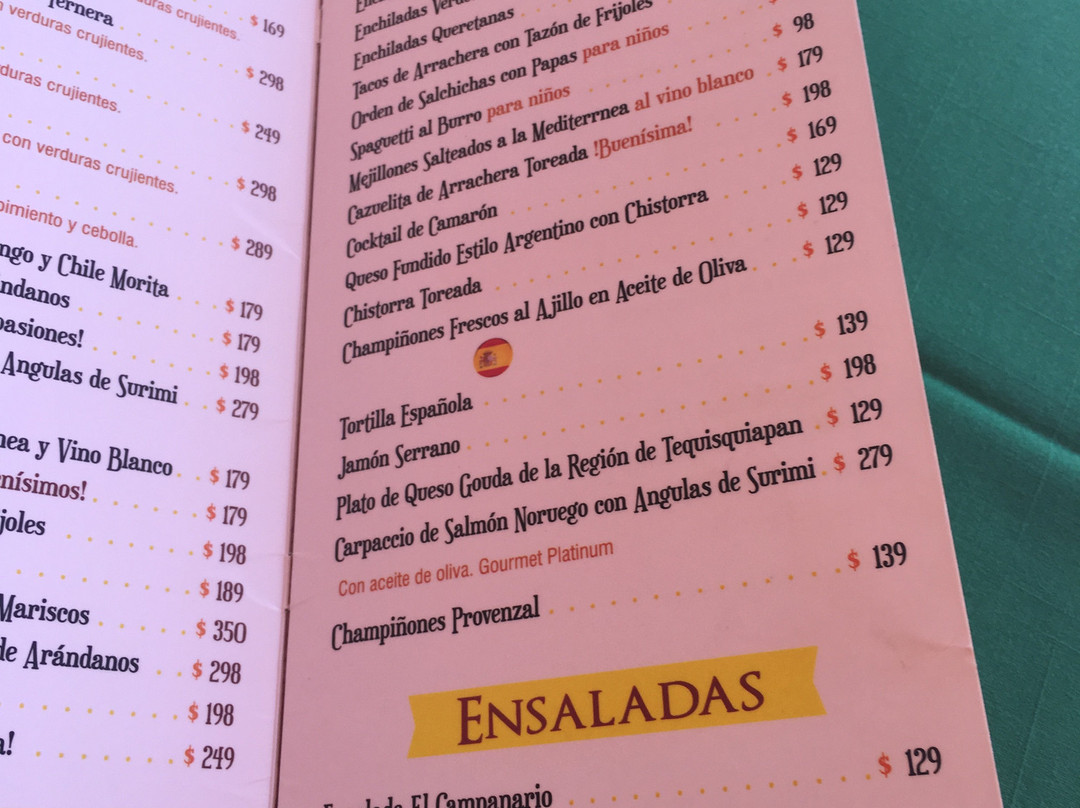 ternera
ras crujientes. $ 169
verduras crujientes.
$ 298
duras crujientes.
$ 249
con verduras crujientes.
$ 298
pimiento y cebolla.
$ 289
ngo y Chile Morita $ 179
ndanos $ 179
pasiones! $ 198
Angulas de Surimi $ 279
nea y Vino Blanco $ 179
nísimos! $ 179
joles $ 198
$ 189
Mariscos $ 350
de Arándanos $ 298
$ 198
a! $ 249
Enchiladas
Enchiladas Queretanas
Tacos de Arrachera con Tazón de Frijoles
Orden de Salchichas con Papas para niños
Spaguetti al Burro para niños $ 98
Mejillones Salteados a la Mediterrnea al vino blanco $ 179
Cazuelita de Arrachera Toreada !Buenísima! $ 198
Cocktail de Camarón $ 169
Queso Fundido Estilo Argentino con Chistorra $ 129
Chistorra Toreada $ 129
Champiñones Frescos al Ajillo en Aceite de Oliva $ 129
Tortilla Española $ 139
Jamón Serrano $ 198
Plato de Queso Gouda de la Región de Tequisquiapan $ 129
Carpaccio de Salmón Noruego con Angulas de Surimi $ 279
Con aceite de oliva. Gourmet Platinum
Champiñones Provenzal $ 139
ENSALADAS
El Campanario $ 129